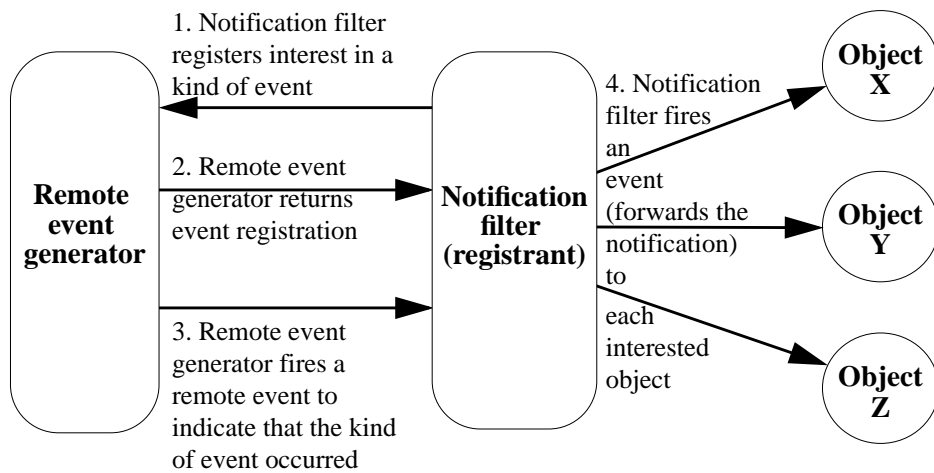 1. Notification filter
registers interest in a
kind of event
2. Remote event
generator returns
event registration
3. Remote event
generator fires a
remote event to
indicate that the kind
of event occurred
Remote
event
generator
Notification
filter
(registrant)
4. Notification
filter fires
an
event
(forwards the
notification)
to
each
interested
object
Object
X
Object
Y
Object
Z